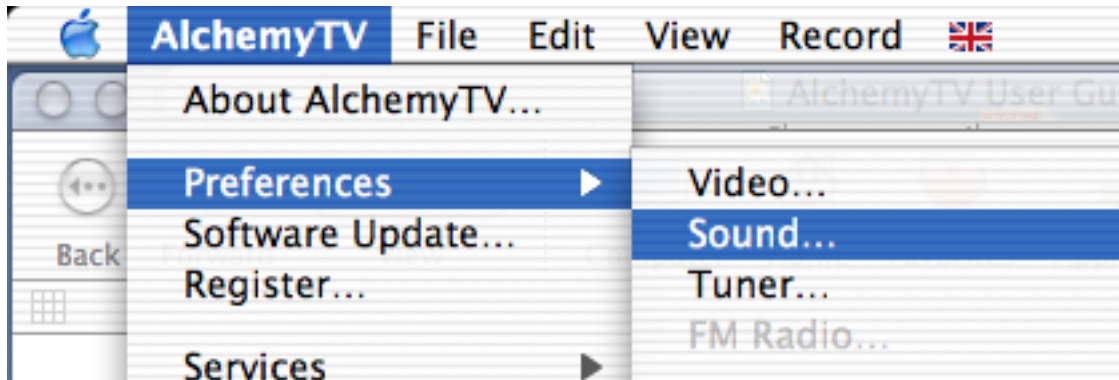 AlchemyTV File Edit View Record
About AlchemyTV...
AlchemyTV User Gu
Preferences
Video...
Software Update...
Sound...
Back
Register...
Tuner...
FM Radio...
Services